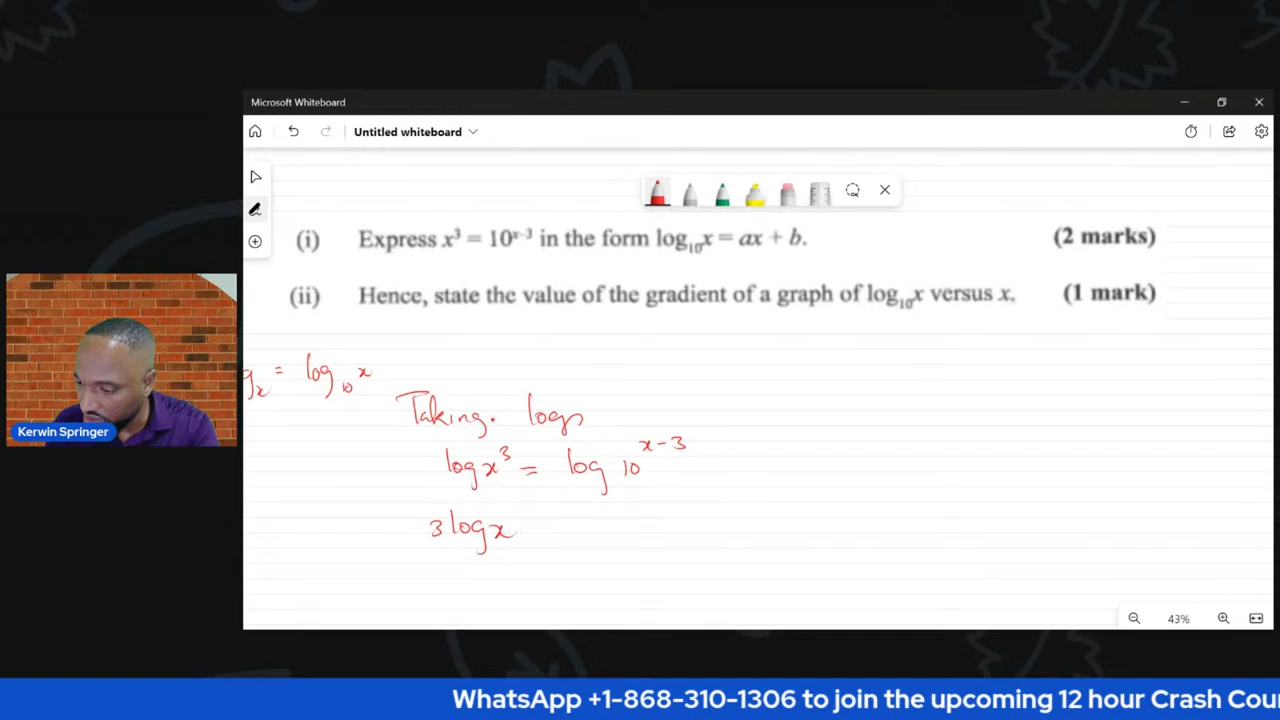 Microsoft Whiteboard
Untitled whiteboard
(i) Express x³ = 10ˣ⁻³ in the form log₁₀x = ax + b. (2 marks)
(ii) Hence, state the value of the gradient of a graph of log₁₀x versus x. (1 mark)
gₓ = log₁₀ x
Taking. logs
log x³ = log 10ˣ⁻³
3 log x
Kerwin Springer
43%
WhatsApp +1-868-310-1306 to join the upcoming 12 hour Crash Cou